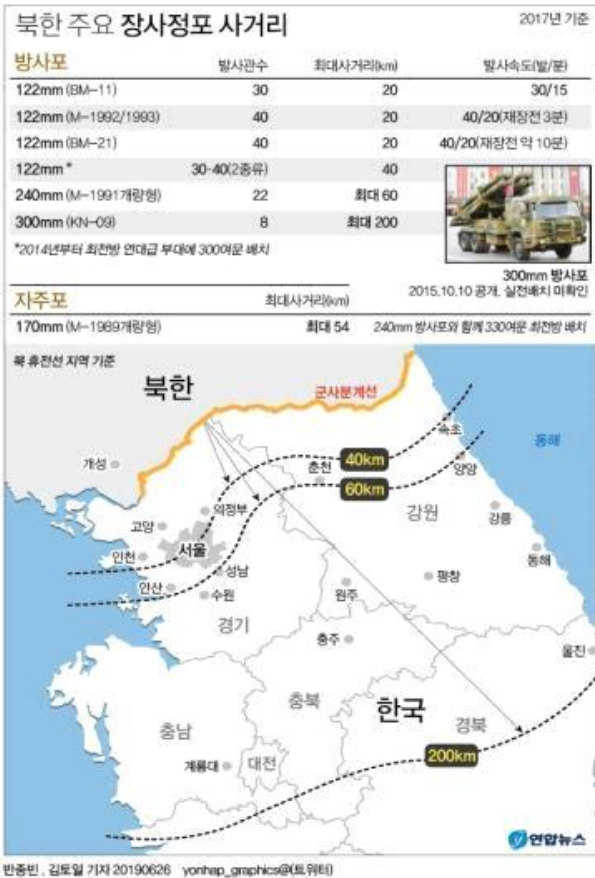 북한 주요 장사정포 사거리
2017년 기준
방사포 발사관수 최대사거리(km) 발사속도(발/분)
122mm (BM-11) 30 20 30/15
122mm (M-1992/1993) 40 20 40/20(재장전 3분)
122mm (BM-21) 40 20 40/20(재장전 약 10분)
122mm * 30-40(2종류) 40
240mm (M-1991개량형) 22 최대 60
300mm (KN-09) 8 최대 200
*2014년부터 최전방 연대급 부대에 300여문 배치
300mm 방사포
2015.10.10 공개, 실전배치 미확인
자주포 최대사거리(km)
170mm (M-1989개량형) 최대 54 240mm 방사포와 함께 330여문 최전방 배치
북 휴전선 지역 기준
북한
군사분계선
속초
동해
개성
춘천
40km
양양
60km
의정부
고양
강원
강릉
서울
인천
동해
성남
안산
수원
원주
평창
경기
충주
울진
충북
한국
충남
경북
계룡대
대전
200km
연합뉴스
반종빈, 김토일 기자 20190626 yonhap_graphics@(트위터)